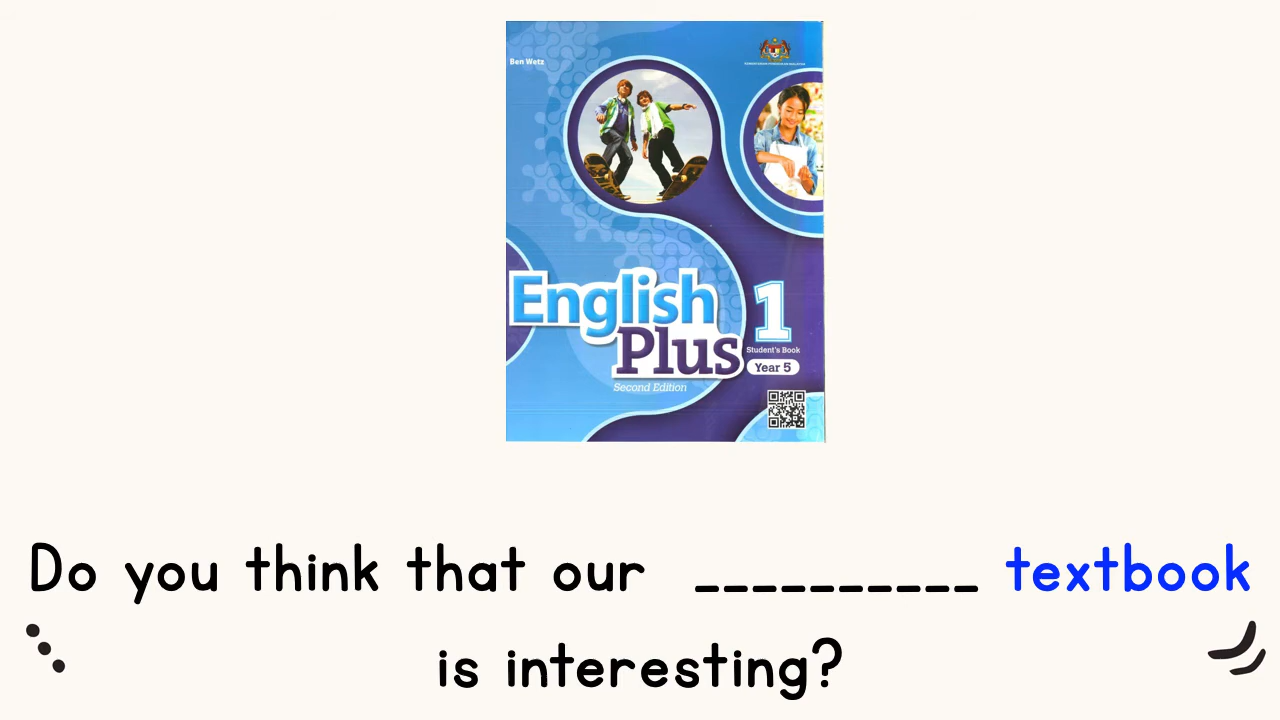 Ben Wetz
English
Plus
1
Student's Book
Year 5
Second Edition
Do you think that our __________ textbook
is interesting?